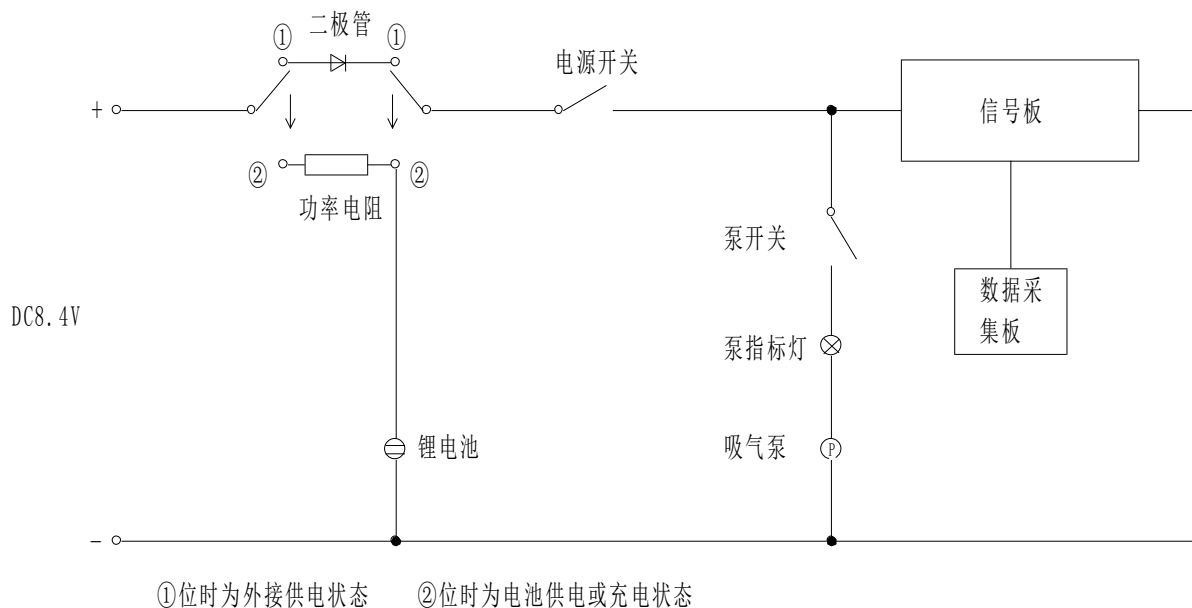 二极管
① ①
电源开关
+
信号板
② ②
功率电阻
泵开关
数据采
集板
DC8.4V
泵指标灯
锂电池
吸气泵
P
-
①位时为外接供电状态 ②位时为电池供电或充电状态